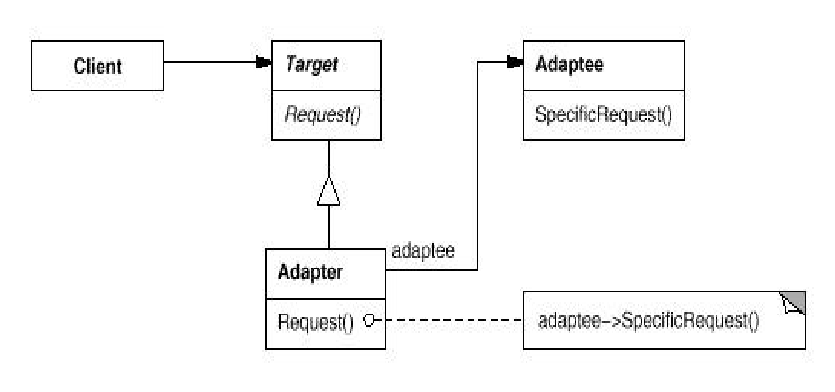 Client
Target
Request()
Adaptee
SpecificRequest()
adaptee
Adapter
Request()
adaptee->SpecificRequest()